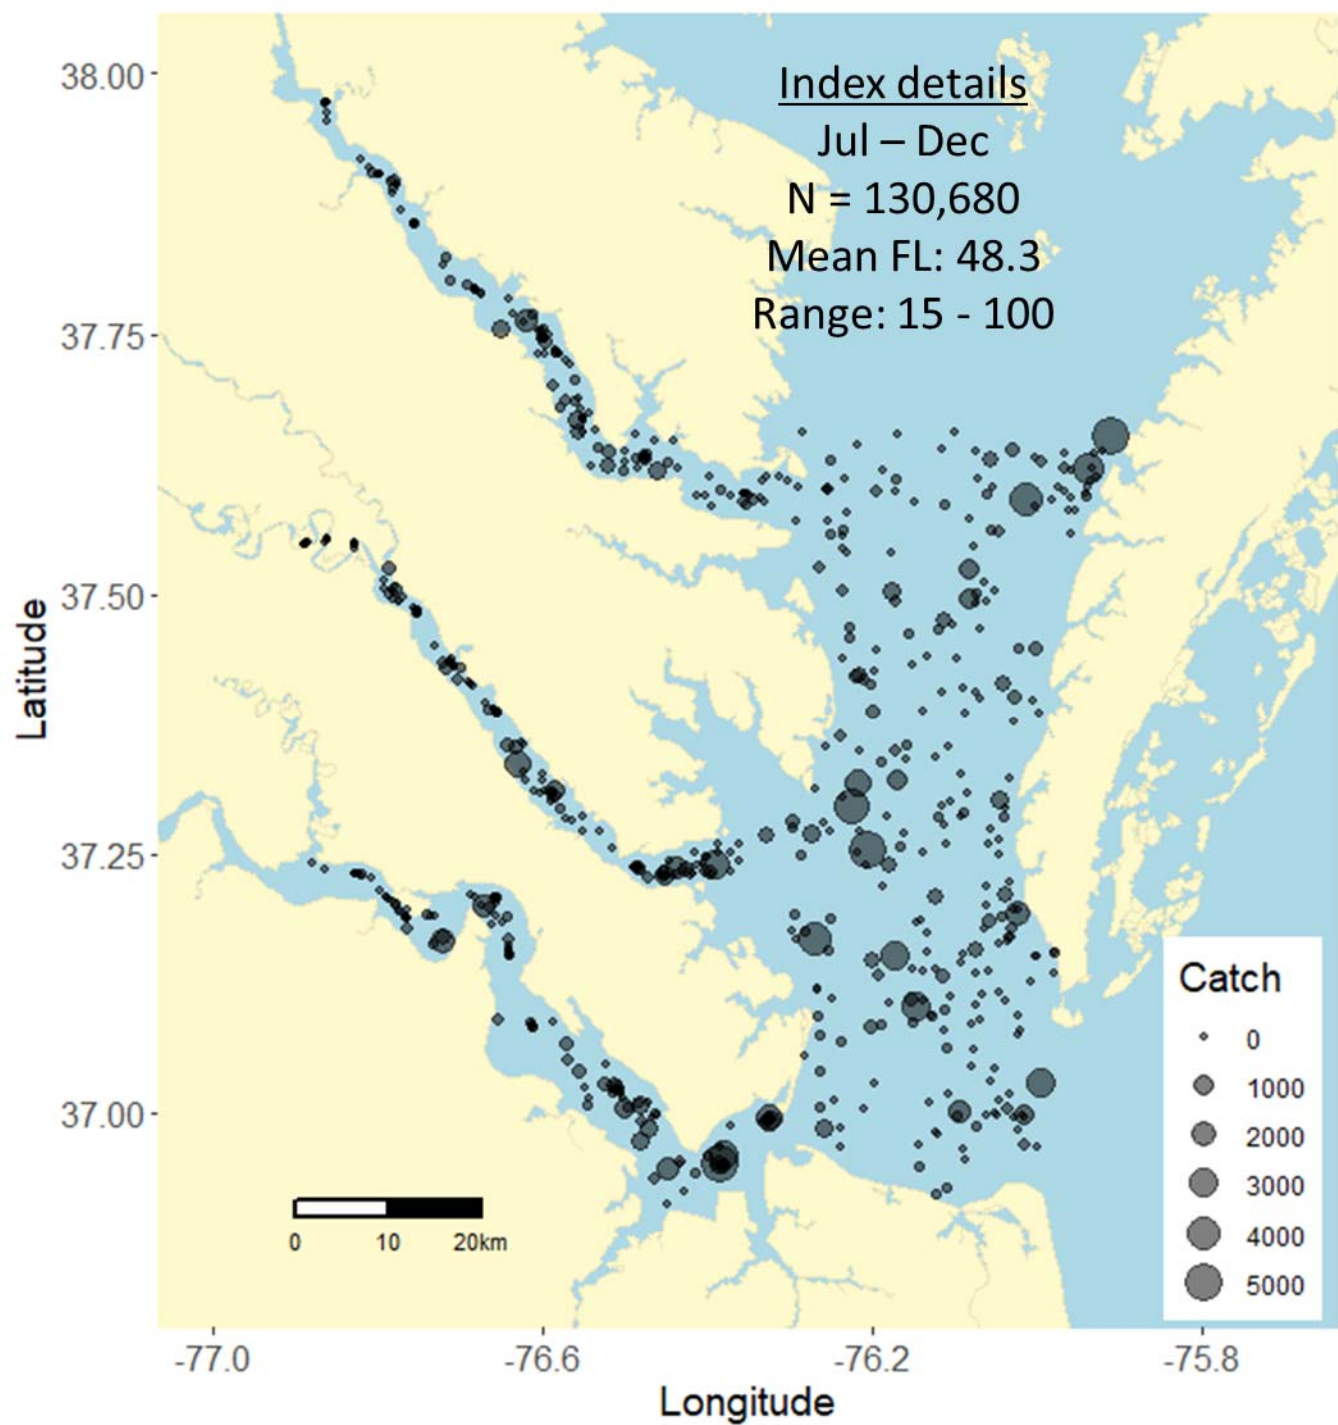 Index details
Jul – Dec
N = 130,680
Mean FL: 48.3
Range: 15 - 100
38.00
37.75
37.50
37.25
37.00
Latitude
Catch
0
1000
2000
3000
4000
5000
0 10 20km
-77.0 -76.6 -76.2 -75.8
Longitude